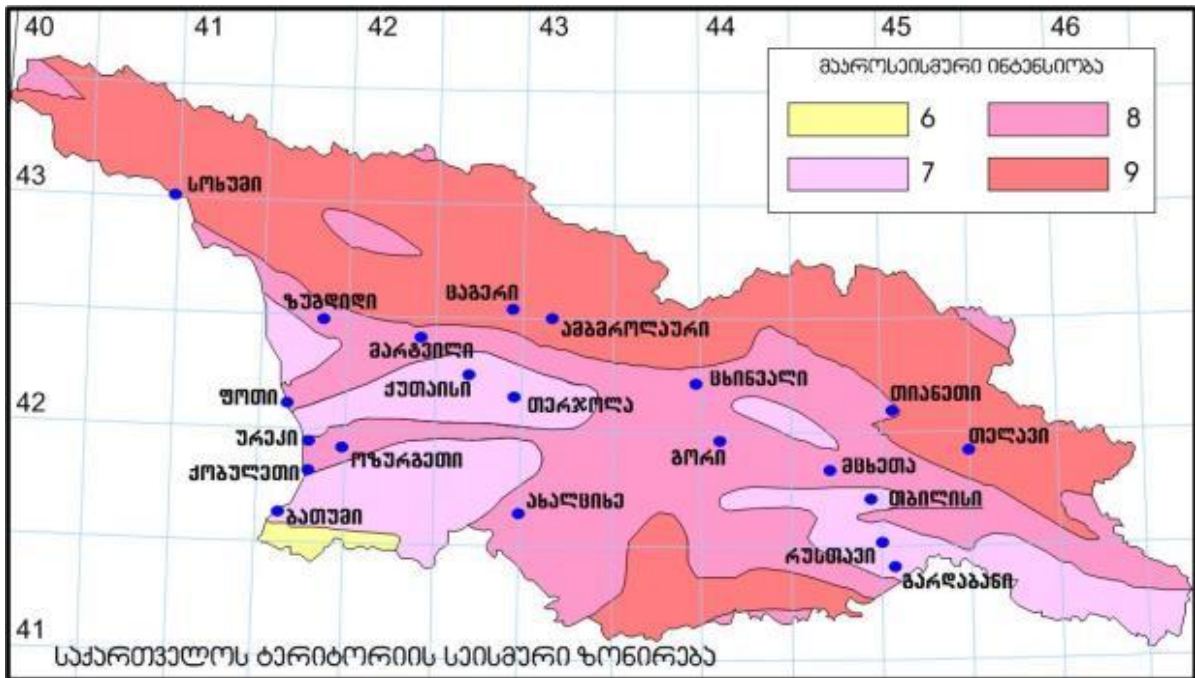 40 41 42 43 44 45 46
მაკროსეისმური ინტენსიობა
6 8
7 9
43
სოხუმი
ზუგდიდი
ცაგერი
ამბმროლაური
მარტვილი
ქუთაისი
ცხინვალი
თერჯოლა
თიანეთი
42
ფოთი
თელავი
ურეკი
ოზურგეთი
გორი
მცხეთა
ქობულეთი
ახალციხე
თბილისი
ბათუმი
რუსთავი
გარდაბანი
41
საქართველოს ტერიტორიის სეისმური ზონირება